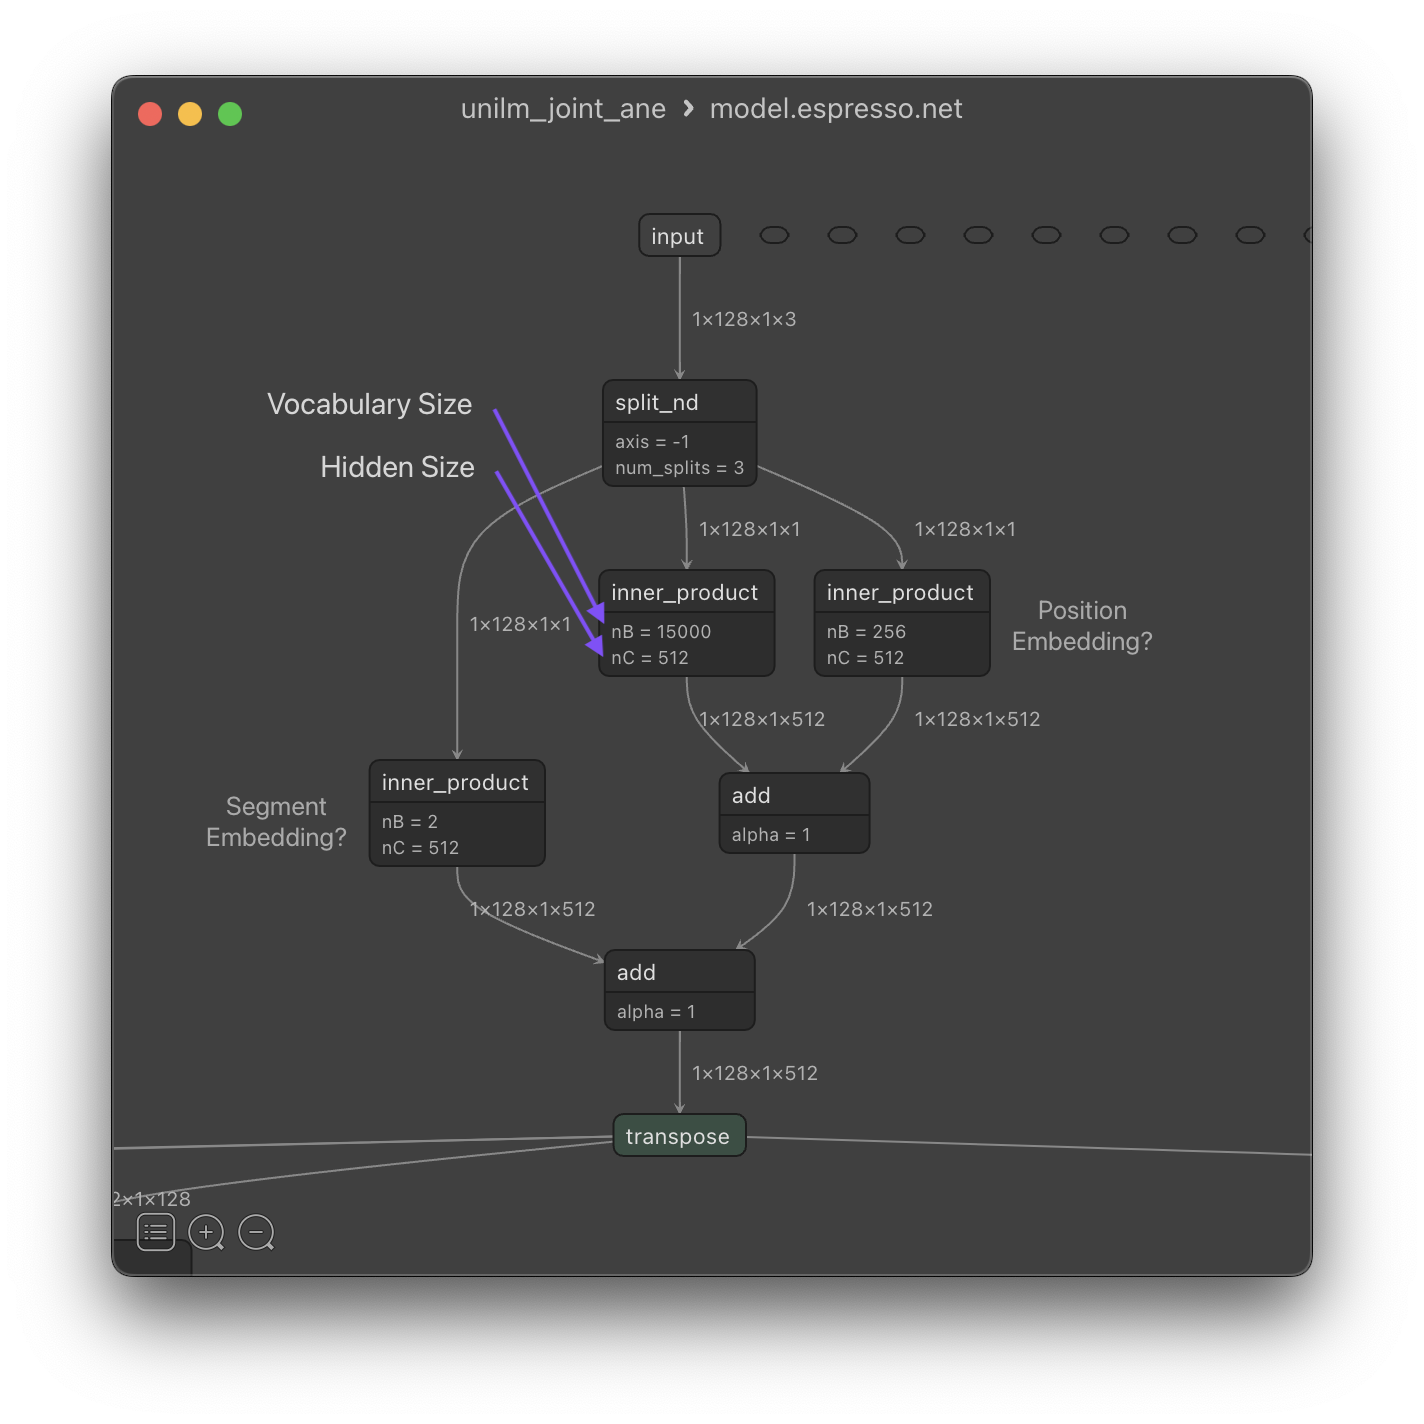 unilm_joint_ane › model.espresso.net
input
1×128×1×3
Vocabulary Size
split_nd
axis = -1
num_splits = 3
Hidden Size
1×128×1×1
1×128×1×1
1×128×1×1
inner_product
nB = 15000
nC = 512
inner_product
nB = 256
nC = 512
Position
Embedding?
1×128×1×512
1×128×1×512
Segment
Embedding?
inner_product
nB = 2
nC = 512
add
alpha = 1
1×128×1×512
1×128×1×512
add
alpha = 1
1×128×1×512
transpose
2×1×128